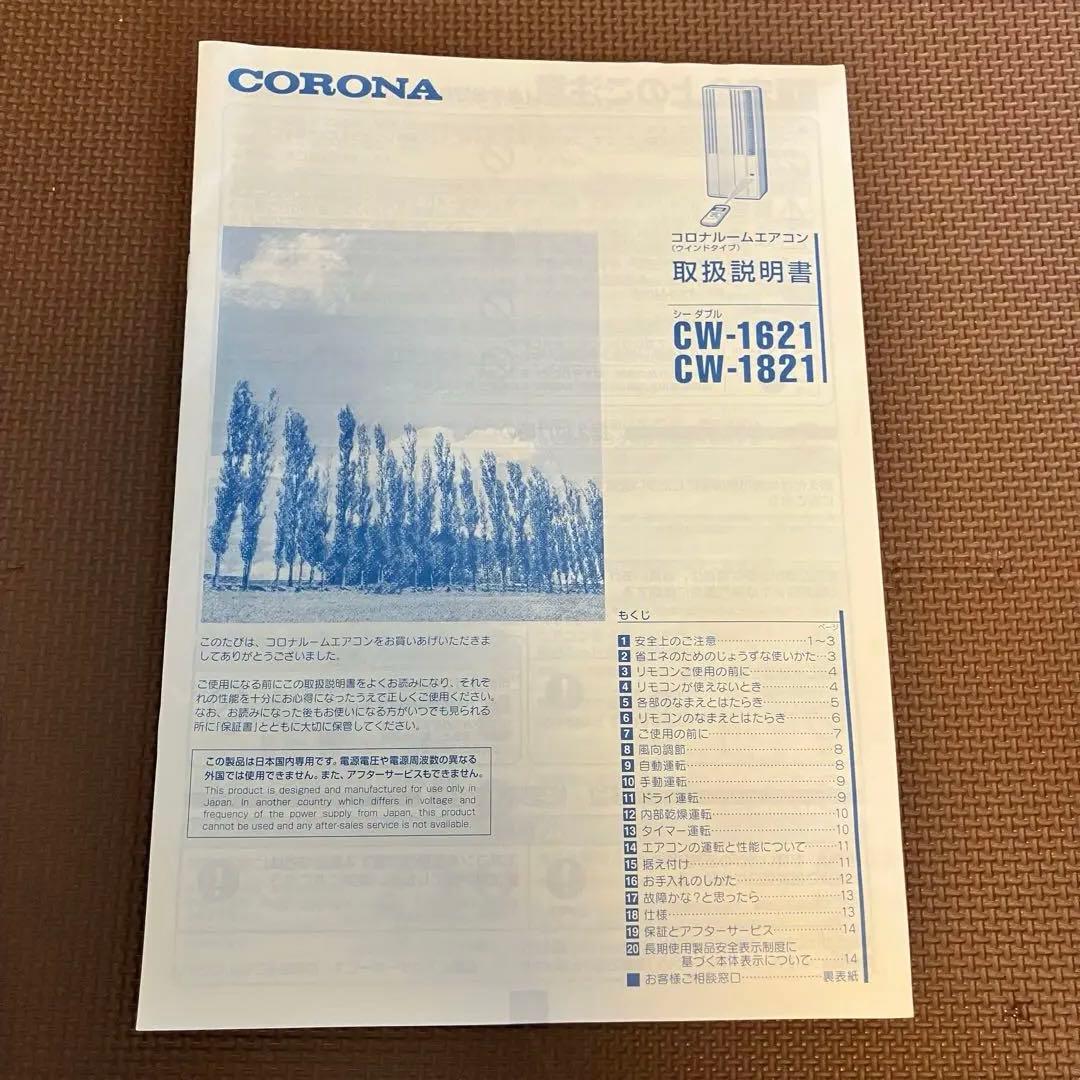 CORONA
コロナルームエアコン
(ウインドタイプ)
取扱説明書
シー ダブル
CW-1621
CW-1821
このたびは、コロナルームエアコンをお買いあげいただきま
してありがとうございました。
ご使用になる前にこの取扱説明書をよくお読みになり、それぞ
れの性能を十分にお心得になったうえで正しくご使用ください。
なお、お読みになった後もお使いになる方がいつでも見られる
所に「保証書」とともに大切に保管してください。
この製品は日本国内専用です。電源電圧や電源周波数の異なる
外国では使用できません。また、アフターサービスもできません。
This product is designed and manufactured for use only in
Japan. In another country which differs in voltage and
frequency of the power supply from Japan, this product
cannot be used and any after-sales service is not available.
もくじ
ページ
1 安全上のご注意……………………1～3
2 省エネのためのじょうずな使いかた…3
3 リモコンご使用の前に………………4
4 リモコンが使えないとき……………4
5 各部のなまえとはたらき……………5
6 リモコンのなまえとはたらき………6
7 ご使用の前に…………………………7
8 風向調節………………………………8
9 自動運転………………………………8
10 手動運転………………………………9
11 ドライ運転……………………………9
12 内部乾燥運転…………………………10
13 タイマー運転…………………………10
14 エアコンの運転と性能について……11
15 据え付け………………………………11
16 お手入れのしかた……………………12
17 故障かな?と思ったら………………13
18 仕様……………………………………13
19 保証とアフターサービス……………14
20 長期使用製品安全表示制度に
基づく本体表示について………14
■ お客様ご相談窓口………………裏表紙